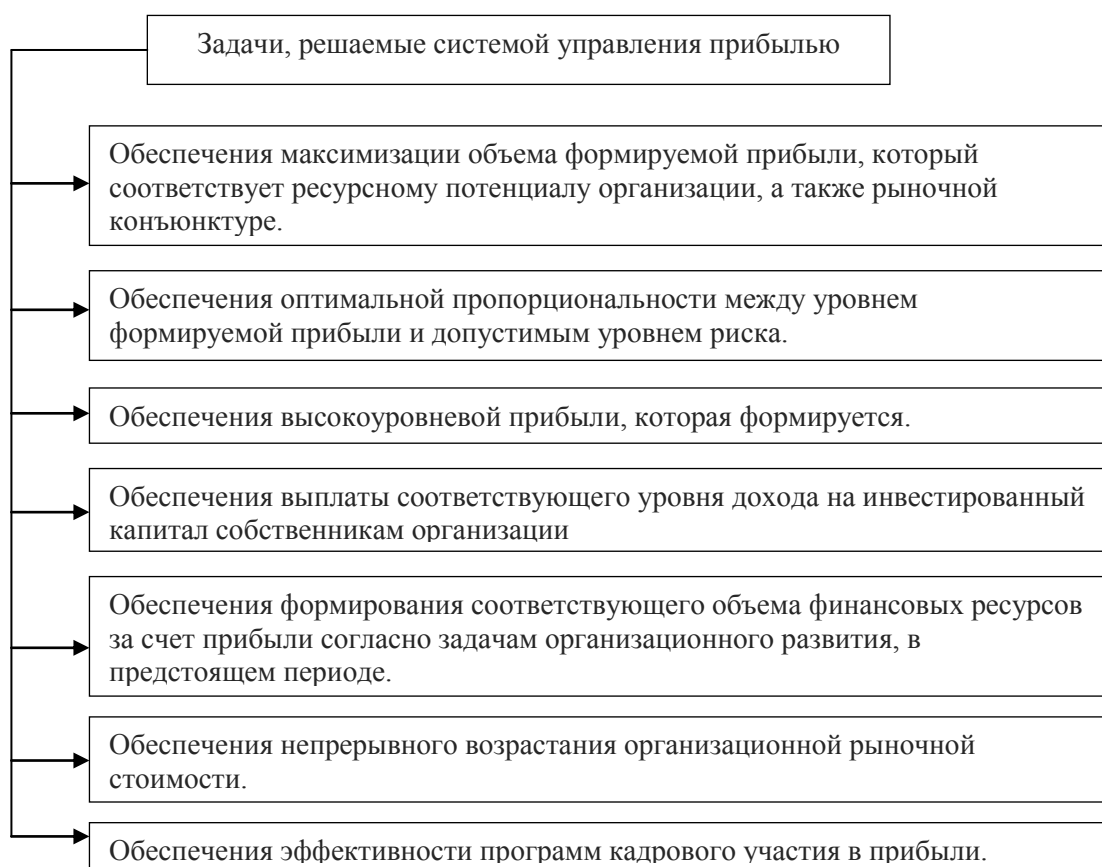 Задачи, решаемые системой управления прибылью
Обеспечения максимизации объема формируемой прибыли, который
соответствует ресурсному потенциалу организации, а также рыночной
конъюнктуре.
Обеспечения оптимальной пропорциональности между уровнем
формируемой прибыли и допустимым уровнем риска.
Обеспечения высокоуровневой прибыли, которая формируется.
Обеспечения выплаты соответствующего уровня дохода на инвестированный
капитал собственникам организации
Обеспечения формирования соответствующего объема финансовых ресурсов
за счет прибыли согласно задачам организационного развития, в
предстоящем периоде.
Обеспечения непрерывного возрастания организационной рыночной
стоимости.
Обеспечения эффективности программ кадрового участия в прибыли.